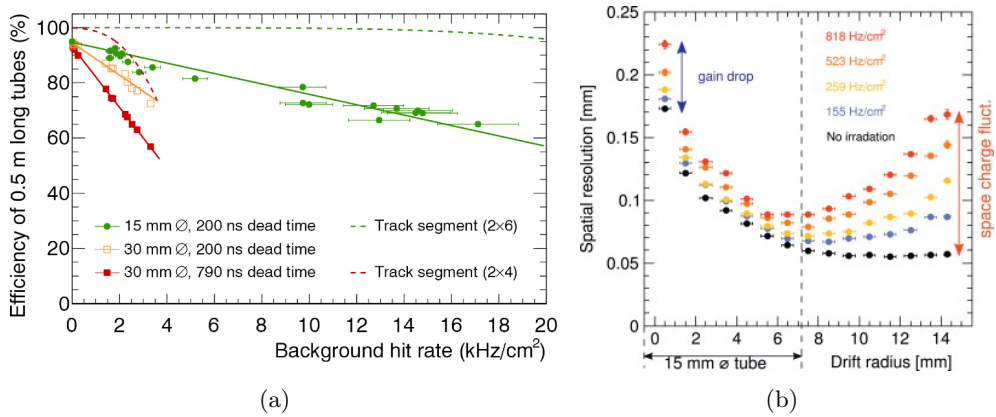 Efficiency of 0.5 m long tubes (%)
100
80
60
40
20
0
15 mm Ø, 200 ns dead time
30 mm Ø, 200 ns dead time
30 mm Ø, 790 ns dead time
Track segment (2×6)
Track segment (2×4)
0 2 4 6 8 10 12 14 16 18 20
Background hit rate (kHz/cm²)
(a)
Spatial resolution [mm]
0.25
0.2
0.15
0.1
0.05
0
gain drop
818 Hz/cm²
523 Hz/cm²
259 Hz/cm²
155 Hz/cm²
No irradiation
space charge fluct.
0 2 4 6 8 10 12 14
15 mm ø tube
Drift radius [mm]
(b)